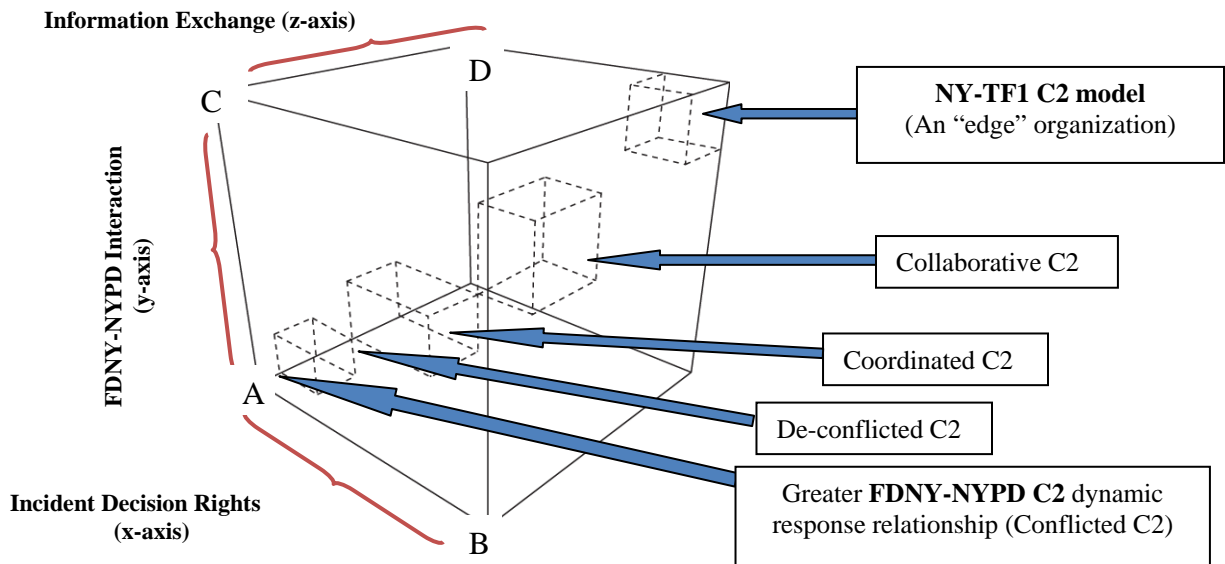 Information Exchange (z-axis)
D
C
NY-TF1 C2 model
(An “edge” organization)
FDNY-NYPD Interaction
(y-axis)
Collaborative C2
Coordinated C2
A
De-conflicted C2
Incident Decision Rights
(x-axis)
B
Greater FDNY-NYPD C2 dynamic
response relationship (Conflicted C2)